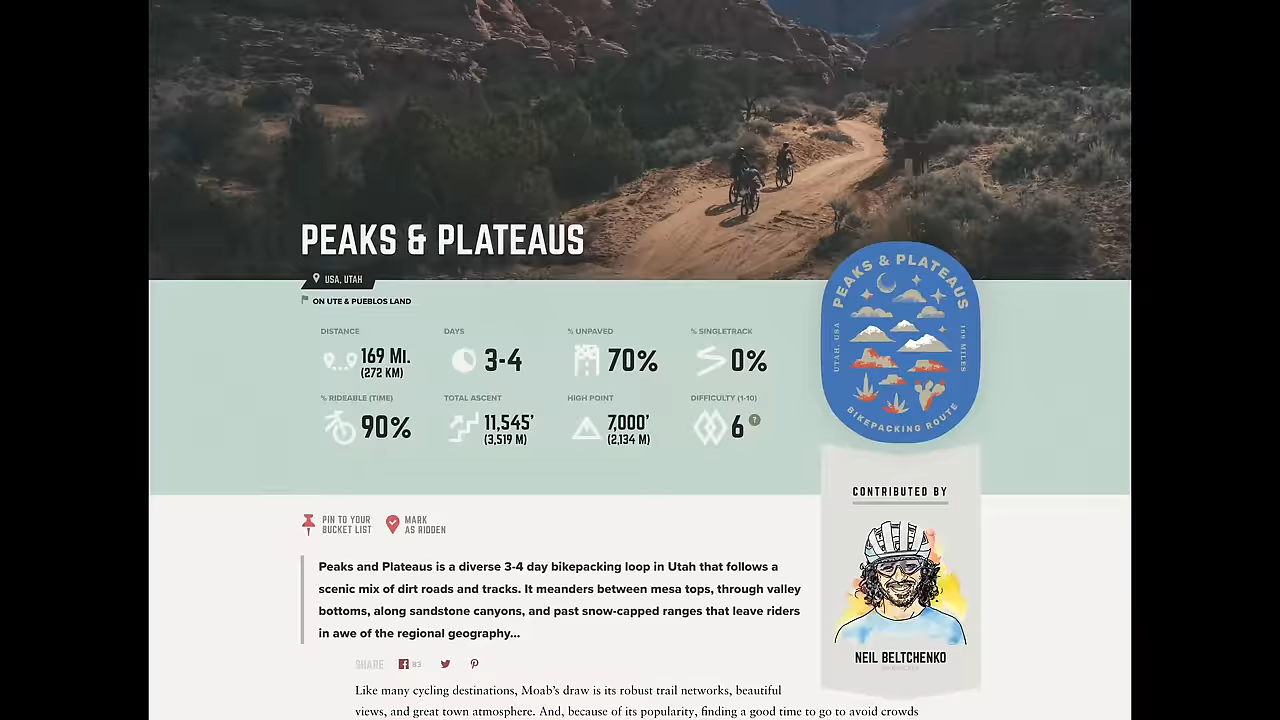 PEAKS & PLATEAUS
USA, UTAH
ON UTE & PUEBLOS LAND
DISTANCE
169 MI.
(272 KM)
DAYS
3-4
% UNPAVED
70%
% SINGLETRACK
0%
% RIDEABLE (TIME)
90%
TOTAL ASCENT
11,545'
(3,519 M)
HIGH POINT
7,000'
(2,134 M)
DIFFICULTY (1-10)
6 ?
PEAKS & PLATEAUS
UTAH, USA
169 MILES
BIKEPACKING ROUTE
CONTRIBUTED BY
NEIL BELTCHENKO
PIN TO YOUR
BUCKET LIST
MARK
AS RIDDEN
Peaks and Plateaus is a diverse 3-4 day bikepacking loop in Utah that follows a
scenic mix of dirt roads and tracks. It meanders between mesa tops, through valley
bottoms, along sandstone canyons, and past snow-capped ranges that leave riders
in awe of the regional geography...
SHARE 83
Like many cycling destinations, Moab's draw is its robust trail networks, beautiful
views, and great town atmosphere. And, because of its popularity, finding a good time to go to avoid crowds